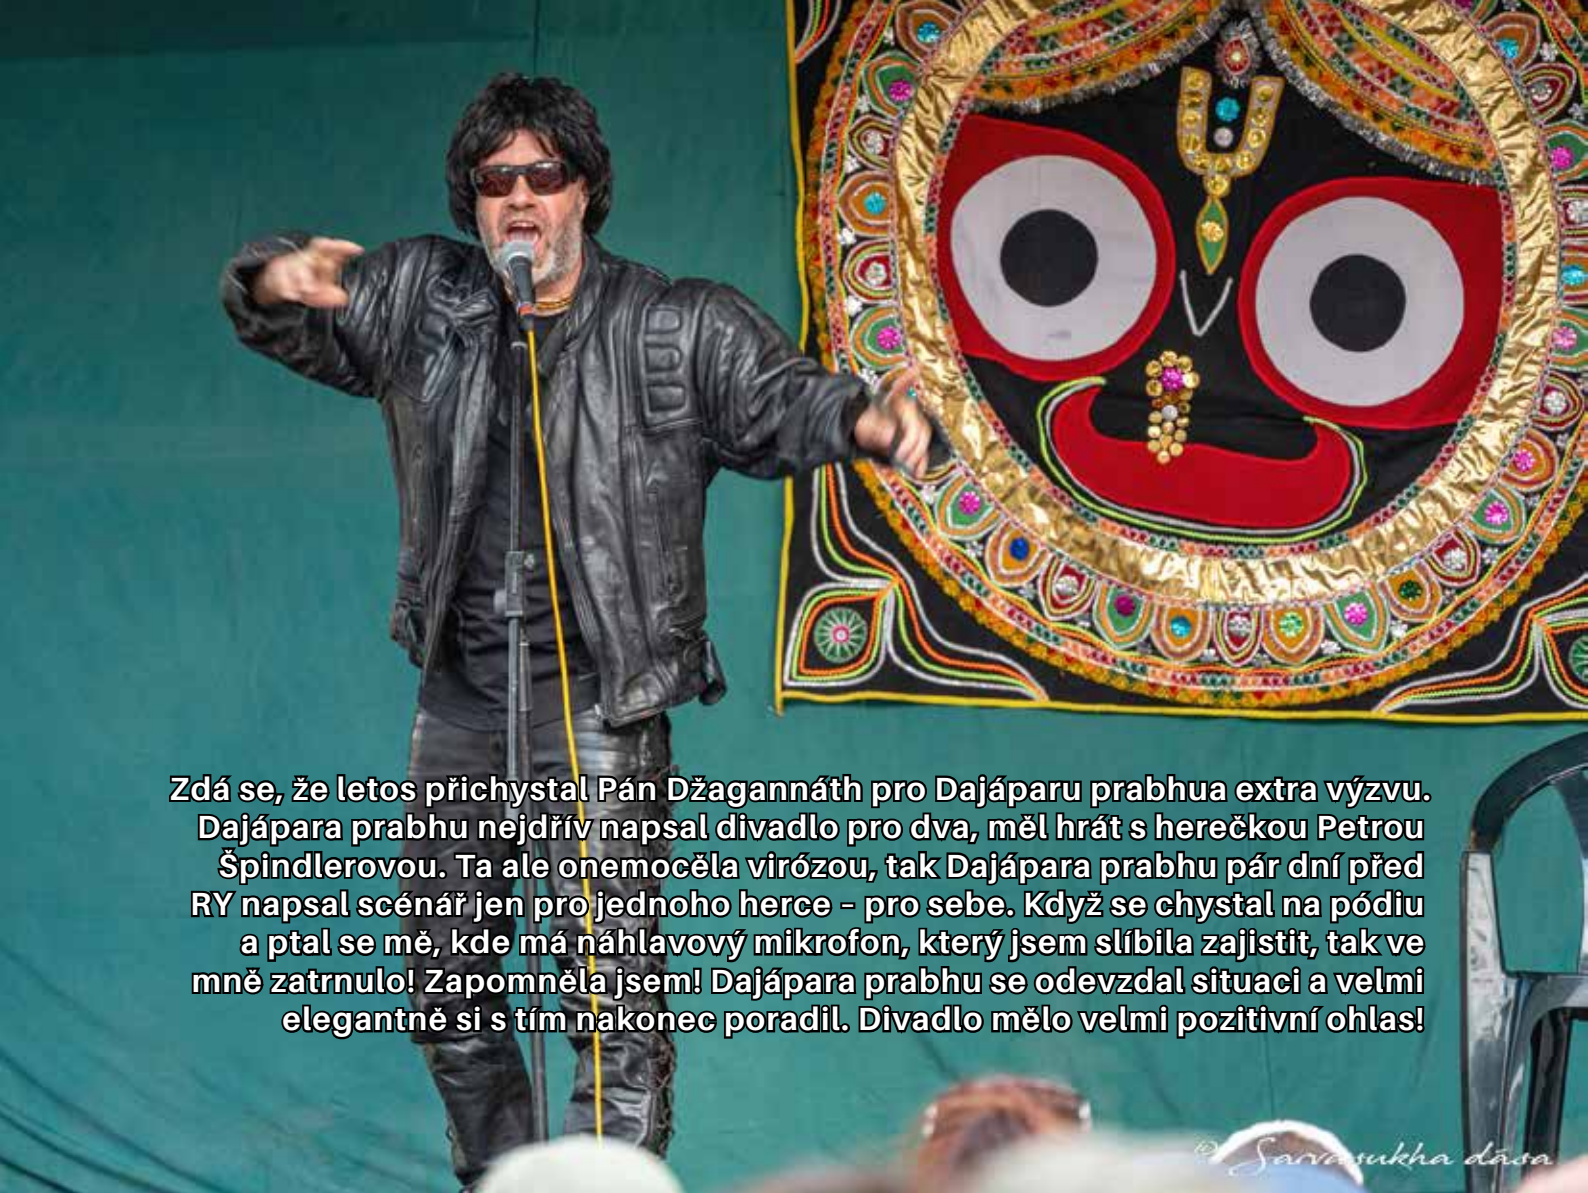 Zdá se, že letos přichystal Pán Džagannáth pro Dajáparu prabhua extra výzvu.
Dajápara prabhu nejdřív napsal divadlo pro dva, měl hrát s herečkou Petrou
Špindlerovou. Ta ale onemocěla virózou, tak Dajápara prabhu pár dní před
RY napsal scénář jen pro jednoho herce – pro sebe. Když se chystal na pódiu
a ptal se mě, kde má náhlavový mikrofon, který jsem slíbila zajistit, tak ve
mně zatrnulo! Zapomněla jsem! Dajápara prabhu se odevzdal situaci a velmi
elegantně si s tím nakonec poradil. Divadlo mělo velmi pozitivní ohlas!
© Sarvasukha dása